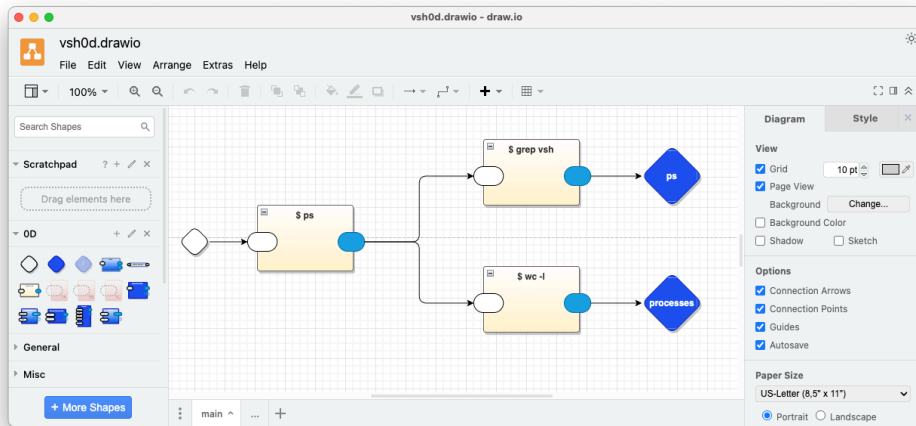 vsh0d.drawio - draw.io
vsh0d.drawio
File Edit View Arrange Extras Help
100%
Search Shapes
Scratchpad
Drag elements here
0D
General
Misc
+ More Shapes
$ ps
$ grep vsh
ps
$ wc -l
processes
main
...
Diagram Style
View
Grid 10 pt
Page View
Background Change...
Background Color
Shadow Sketch
Options
Connection Arrows
Connection Points
Guides
Autosave
Paper Size
US-Letter (8,5" x 11")
Portrait Landscape